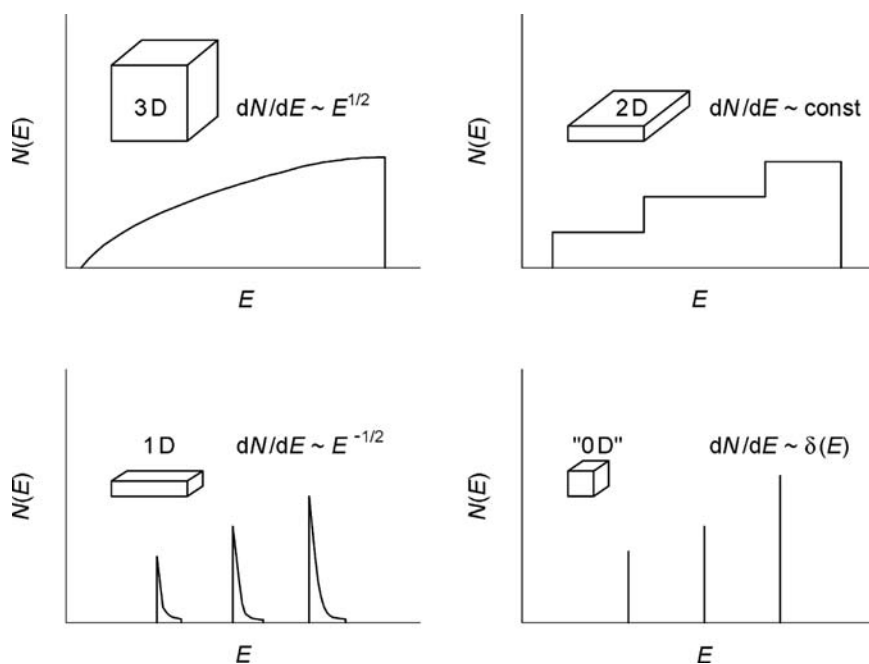 N(E)
3D
dN/dE ~ E^{1/2}
E
N(E)
2D
dN/dE ~ const
E
N(E)
1D
dN/dE ~ E^{-1/2}
E
N(E)
"0D"
dN/dE ~ δ(E)
E